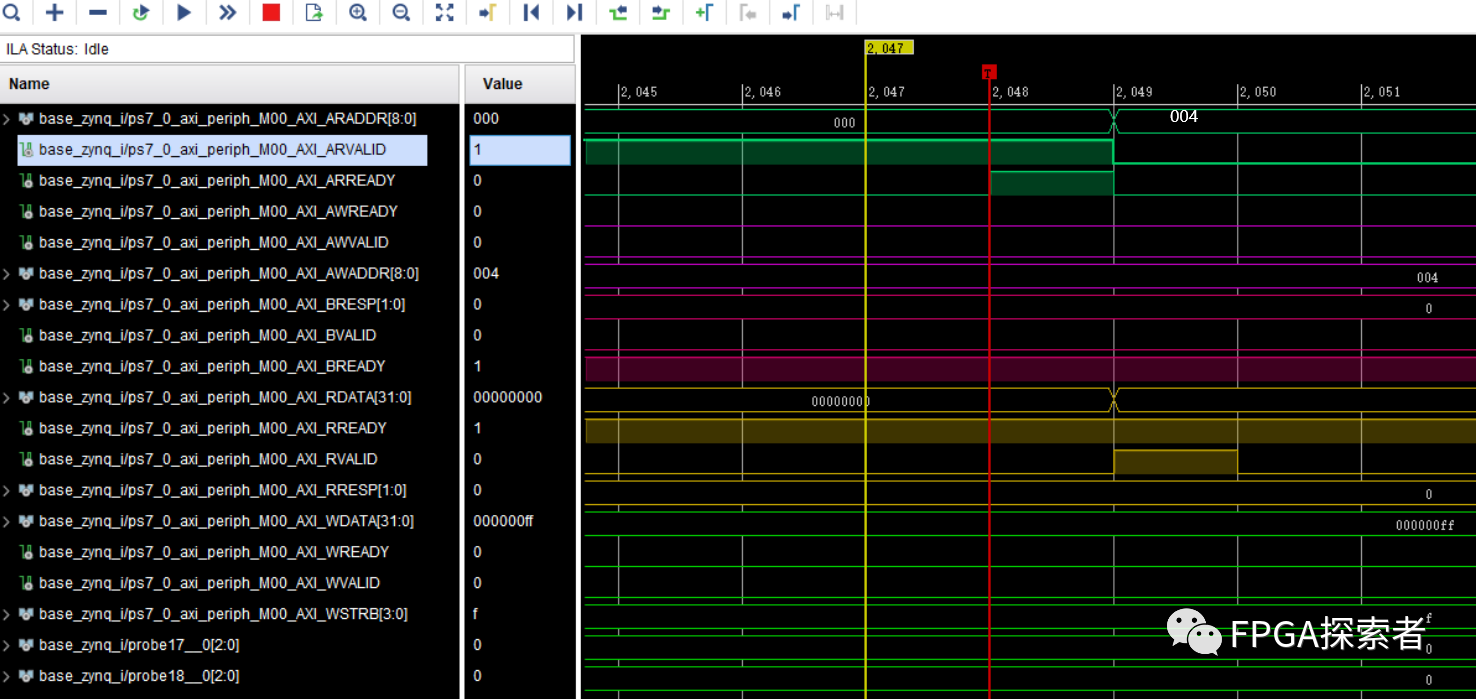 ILA Status: Idle
2,047
T
Name Value
2,045 2,046 2,047 2,048 2,049 2,050 2,051
base_zynq_i/ps7_0_axi_periph_M00_AXI_ARADDR[8:0] 000 000 004
base_zynq_i/ps7_0_axi_periph_M00_AXI_ARVALID 1
base_zynq_i/ps7_0_axi_periph_M00_AXI_ARREADY 0
base_zynq_i/ps7_0_axi_periph_M00_AXI_AWREADY 0
base_zynq_i/ps7_0_axi_periph_M00_AXI_AWVALID 0
base_zynq_i/ps7_0_axi_periph_M00_AXI_AWADDR[8:0] 004 004
base_zynq_i/ps7_0_axi_periph_M00_AXI_BRESP[1:0] 0 0
base_zynq_i/ps7_0_axi_periph_M00_AXI_BVALID 0
base_zynq_i/ps7_0_axi_periph_M00_AXI_BREADY 1
base_zynq_i/ps7_0_axi_periph_M00_AXI_RDATA[31:0] 00000000 00000000
base_zynq_i/ps7_0_axi_periph_M00_AXI_RREADY 1
base_zynq_i/ps7_0_axi_periph_M00_AXI_RVALID 0
base_zynq_i/ps7_0_axi_periph_M00_AXI_RRESP[1:0] 0 0
base_zynq_i/ps7_0_axi_periph_M00_AXI_WDATA[31:0] 000000ff 000000ff
base_zynq_i/ps7_0_axi_periph_M00_AXI_WREADY 0
base_zynq_i/ps7_0_axi_periph_M00_AXI_WVALID 0
base_zynq_i/ps7_0_axi_periph_M00_AXI_WSTRB[3:0] f f
FPGA探索者
base_zynq_i/probe17__0[2:0] 0 0
base_zynq_i/probe18__0[2:0] 0 0